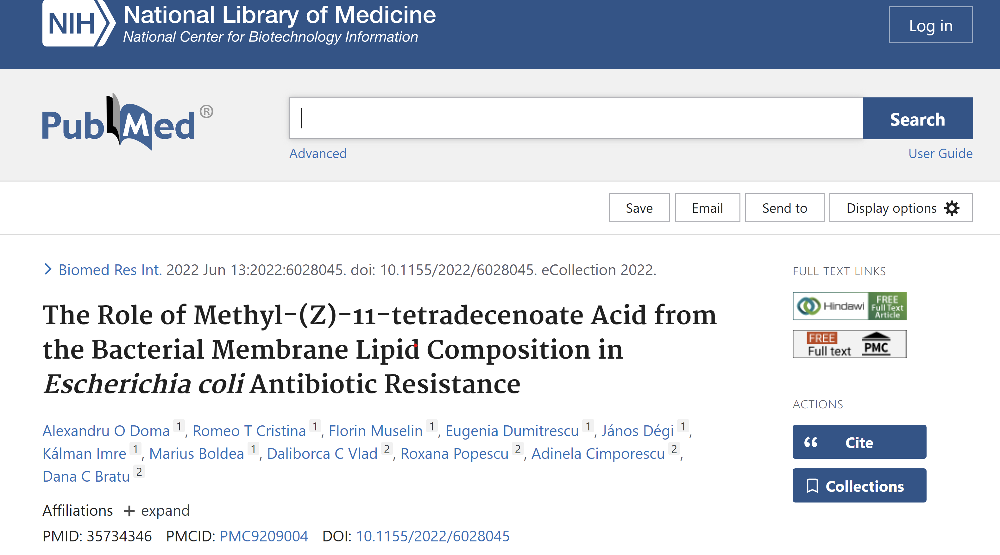 NIH National Library of Medicine
National Center for Biotechnology Information
Log in
PubMed®
Search
Advanced
User Guide
Save
Email
Send to
Display options
Biomed Res Int. 2022 Jun 13:2022:6028045. doi: 10.1155/2022/6028045. eCollection 2022.
The Role of Methyl-(Z)-11-tetradecenoate Acid from
the Bacterial Membrane Lipid Composition in
Escherichia coli Antibiotic Resistance
Alexandru O Doma 1, Romeo T Cristina 1, Florin Muselin 1, Eugenia Dumitrescu 1, János Dégi 1,
Kálman Imre 1, Marius Boldea 1, Daliborca C Vlad 2, Roxana Popescu 2, Adinela Cimporescu 2,
Dana C Bratu 2
Affiliations + expand
PMID: 35734346 PMCID: PMC9209004 DOI: 10.1155/2022/6028045
FULL TEXT LINKS
Hindawi FREE
Full Text
Article
FREE
Full text PMC
ACTIONS
Cite
Collections